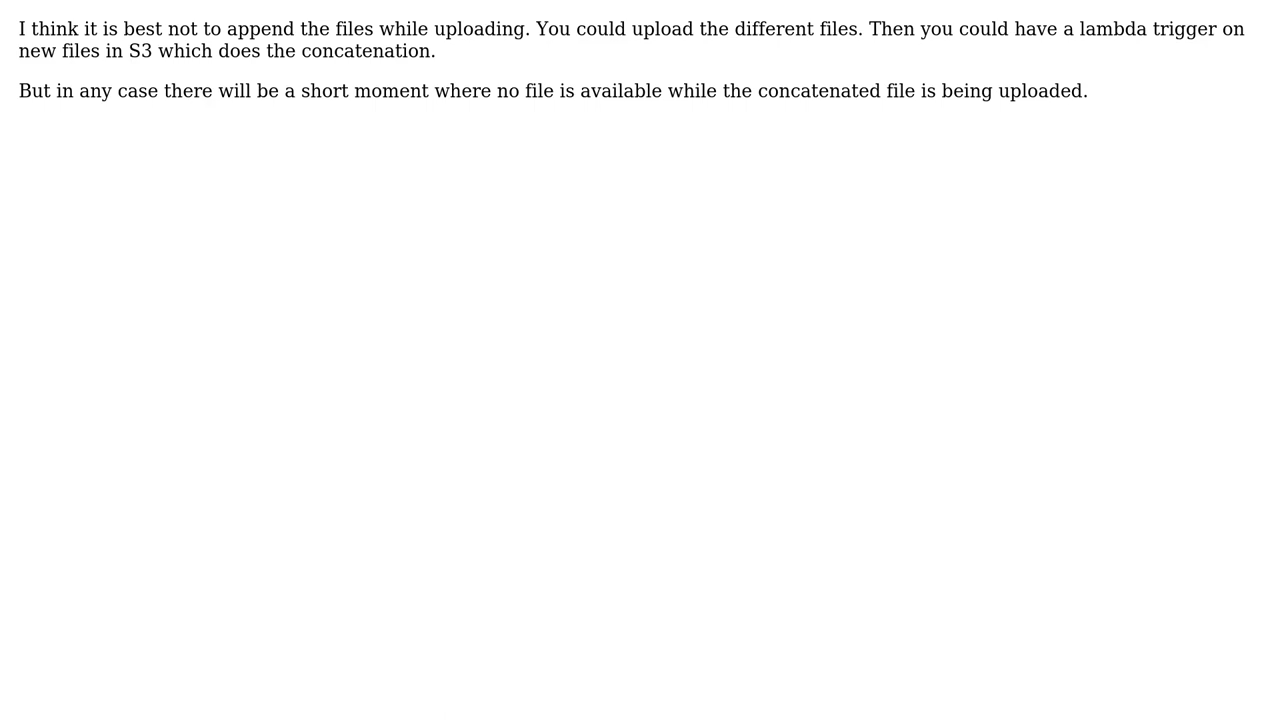 I think it is best not to append the files while uploading. You could upload the different files. Then you could have a lambda trigger on
new files in S3 which does the concatenation.
But in any case there will be a short moment where no file is available while the concatenated file is being uploaded.